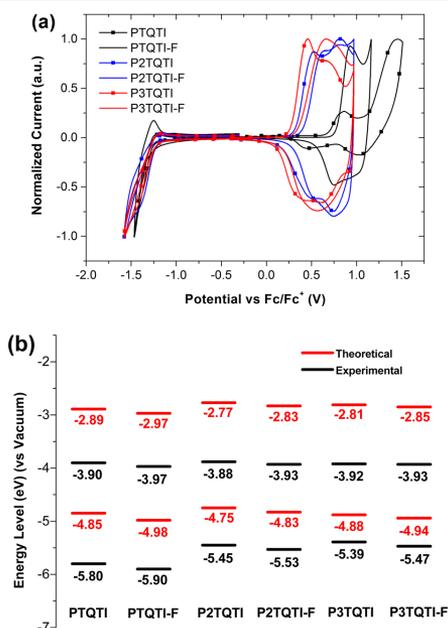 (a)
PTQTI
PTQTI-F
P2TQTI
P2TQTI-F
P3TQTI
P3TQTI-F
Normalized Current (a.u.)
1.0
0.5
0.0
-0.5
-1.0
-2.0 -1.5 -1.0 -0.5 0.0 0.5 1.0 1.5
Potential vs Fc/Fc+ (V)
(b)
Theoretical
Experimental
Energy Level (eV) (vs Vacuum)
-2
-3
-4
-5
-6
-7
-2.89 -2.97 -2.77 -2.83 -2.81 -2.85
-3.90 -3.97 -3.88 -3.93 -3.92 -3.93
-4.85 -4.98 -4.75 -4.83 -4.88 -4.94
-5.80 -5.90 -5.45 -5.53 -5.39 -5.47
PTQTI PTQTI-F P2TQTI P2TQTI-F P3TQTI P3TQTI-F